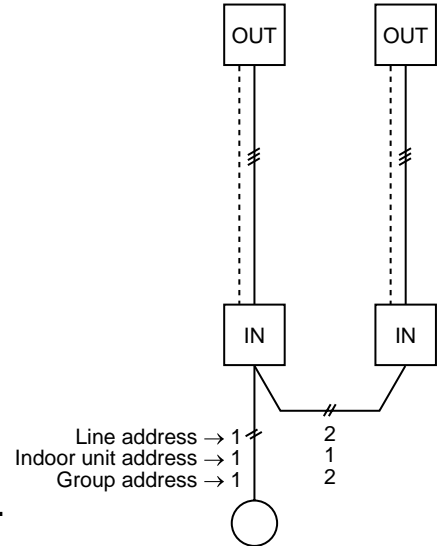 OUT OUT
IN IN
Line address → 1 2
Indoor unit address → 1 1
Group address → 1 2
.